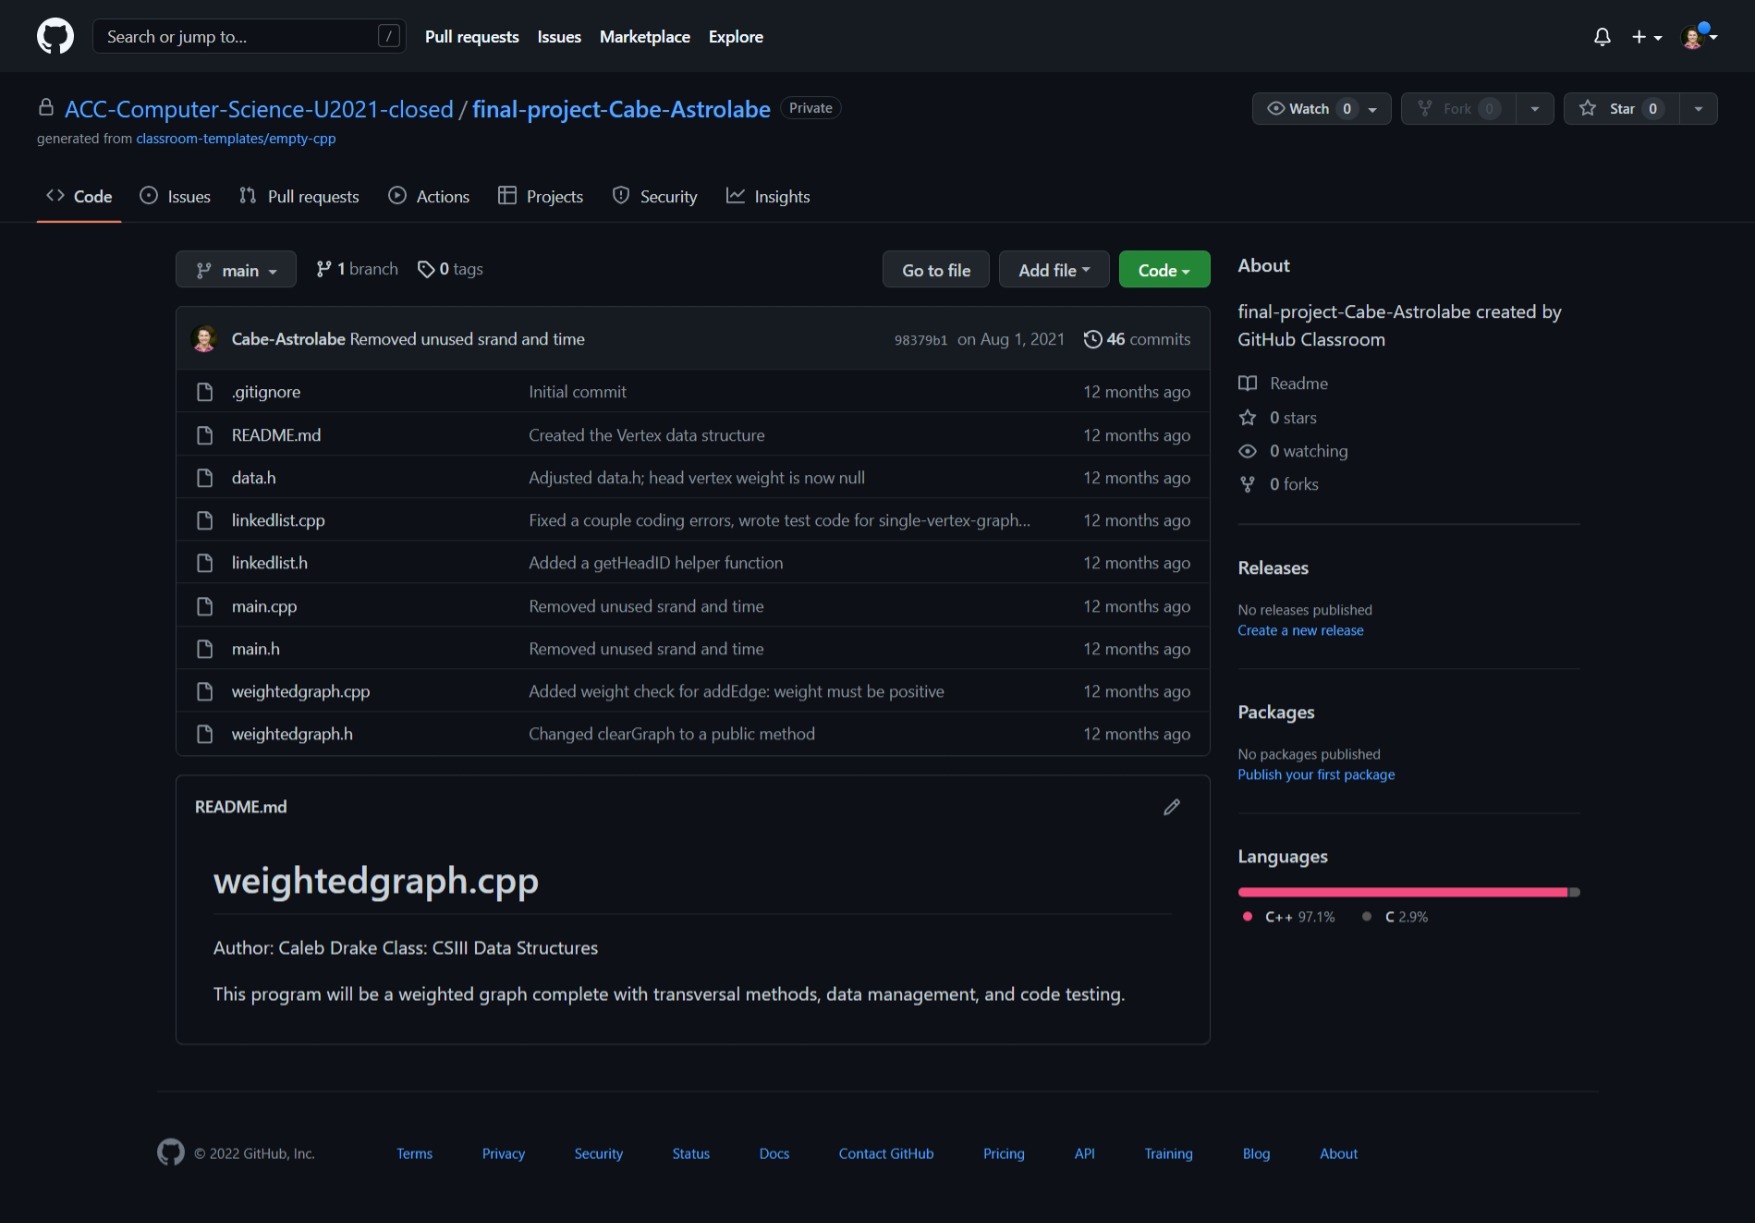 Search or jump to... / Pull requests Issues Marketplace Explore
ACC-Computer-Science-U2021-closed / final-project-Cabe-Astrolabe Private
Watch 0 Fork 0 Star 0
generated from classroom-templates/empty-cpp
Code Issues Pull requests Actions Projects Security Insights
main 1 branch 0 tags Go to file Add file Code
Cabe-Astrolabe Removed unused srand and time 98379b1 on Aug 1, 2021 46 commits
.gitignore Initial commit 12 months ago
README.md Created the Vertex data structure 12 months ago
data.h Adjusted data.h; head vertex weight is now null 12 months ago
linkedlist.cpp Fixed a couple coding errors, wrote test code for single-vertex-graph... 12 months ago
linkedlist.h Added a getHeadID helper function 12 months ago
main.cpp Removed unused srand and time 12 months ago
main.h Removed unused srand and time 12 months ago
weightedgraph.cpp Added weight check for addEdge: weight must be positive 12 months ago
weightedgraph.h Changed clearGraph to a public method 12 months ago
README.md
weightedgraph.cpp
Author: Caleb Drake Class: CSIII Data Structures
This program will be a weighted graph complete with transversal methods, data management, and code testing.
About
final-project-Cabe-Astrolabe created by
GitHub Classroom
Readme
0 stars
0 watching
0 forks
Releases
No releases published
Create a new release
Packages
No packages published
Publish your first package
Languages
C++ 97.1% C 2.9%
© 2022 GitHub, Inc. Terms Privacy Security Status Docs Contact GitHub Pricing API Training Blog About